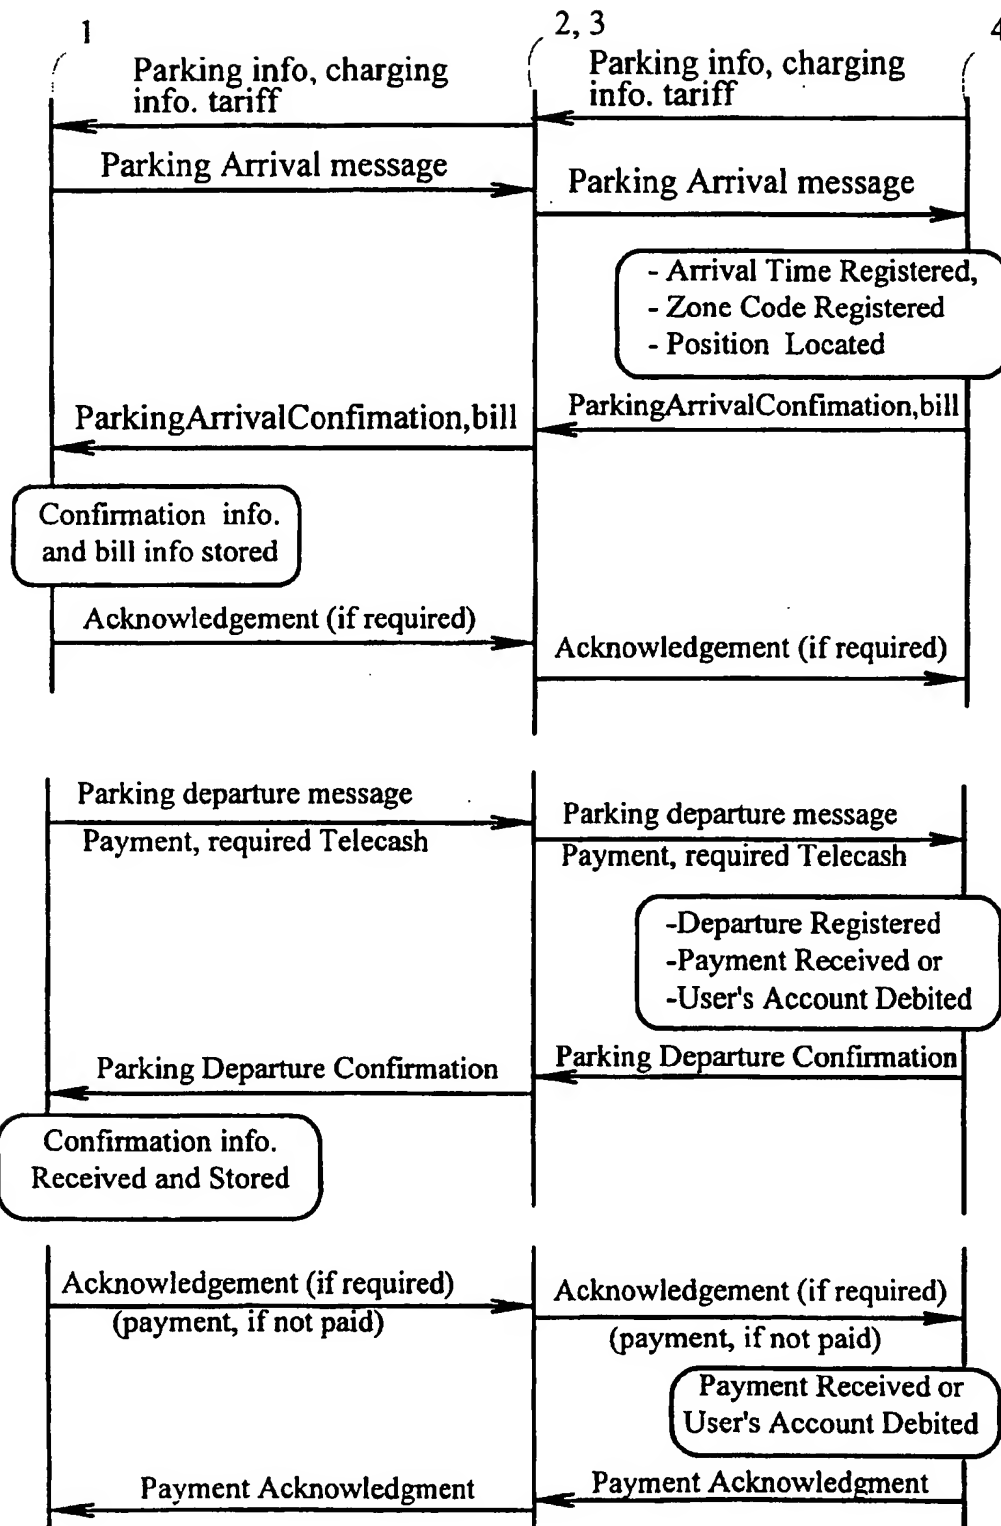 1
2, 3
4
Parking info, charging
info. tariff
Parking info, charging
info. tariff
Parking Arrival message
Parking Arrival message
- Arrival Time Registered,
- Zone Code Registered
- Position Located
ParkingArrivalConfimation,bill
ParkingArrivalConfimation,bill
Confirmation info.
and bill info stored
Acknowledgement (if required)
Acknowledgement (if required)
Parking departure message
Payment, required Telecash
Parking departure message
Payment, required Telecash
-Departure Registered
-Payment Received or
-User's Account Debited
Parking Departure Confirmation
Parking Departure Confirmation
Confirmation info.
Received and Stored
Acknowledgement (if required)
(payment, if not paid)
Acknowledgement (if required)
(payment, if not paid)
Payment Received or
User's Account Debited
Payment Acknowledgment
Payment Acknowledgment